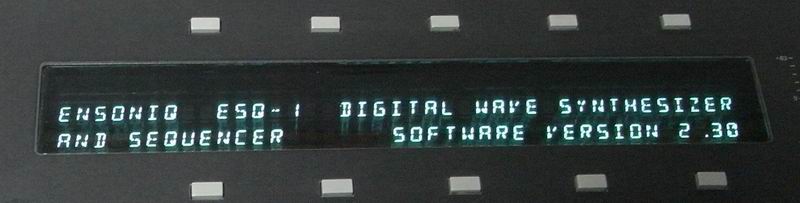 ENSONIQ ESQ-1 DIGITAL WAVE SYNTHESIZER
AND SEQUENCER SOFTWARE VERSION 2.30